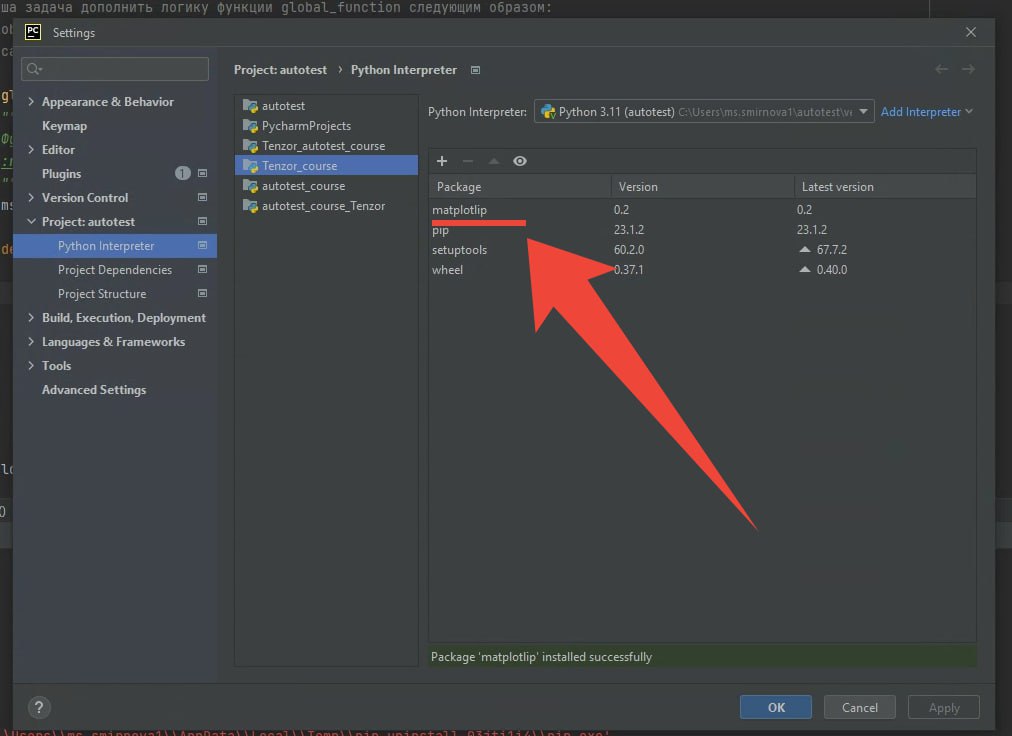 ша задача дополнить логику функции global_function следующим образом:
PC Settings
Project: autotest › Python Interpreter
Appearance & Behavior
Keymap
Editor
Plugins 1
Version Control
Project: autotest
Python Interpreter
Project Dependencies
Project Structure
Build, Execution, Deployment
Languages & Frameworks
Tools
Advanced Settings
autotest
PycharmProjects
Tenzor_autotest_course
Tenzor_course
autotest_course
autotest_course_Tenzor
Python Interpreter: Python 3.11 (autotest) C:\Users\ms.smirnova1\autotest\ve Add Interpreter
Package Version Latest version
matplotlip 0.2 0.2
pip 23.1.2 23.1.2
setuptools 60.2.0 67.7.2
wheel 0.37.1 0.40.0
Package 'matplotlip' installed successfully
? OK Cancel Apply
\Users\\ms.smirnova1\\AppData\\Local\\Temp\\pip-uninstall-03jti1i4\\pip.exe'